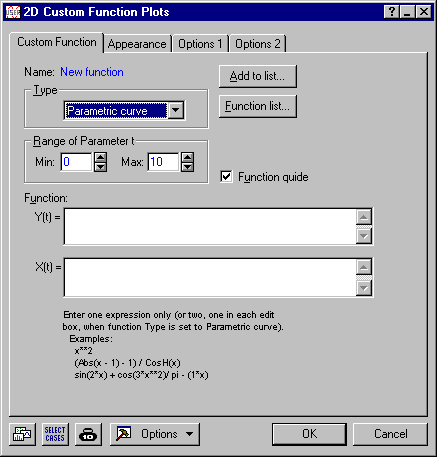 2D Custom Function Plots
Custom Function Appearance Options 1 Options 2
Name: New function
Add to list...
Type
Parametric curve
Function list...
Range of Parameter t
Min: 0 Max: 10
Function guide
Function:
Y(t) =
X(t) =
Enter one expression only (or two, one in each edit
box, when function Type is set to Parametric curve).
Examples:
x**2
(Abs(x - 1) - 1) / CosH(x)
sin(2*x) + cos(3*x**2)/ pi - (1*x)
SELECT
CASES
Options
OK
Cancel